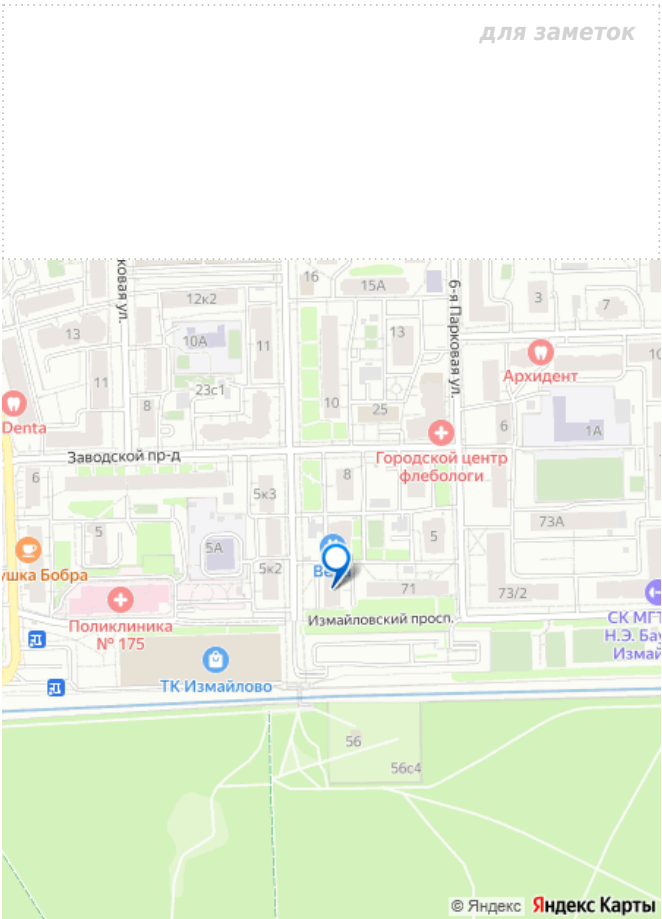 для заметок
ковая ул.
16
15А
6-я Парковая ул.
12к2
3
7
13
10А
11
13
Архидент
10
11
23с1
8
10
25
Denta
6
1А
Городской центр
флебологи
Заводской пр-д
6
8
5к3
73А
5
5А
5
ушка Бобра
5к2
Ве
71
73/2
Поликлиника
№ 175
Измайловский просп.
СК МГТ
Н.Э. Бау
Измай
ТК Измайлово
56
56с4
© Яндекс Яндекс Карты